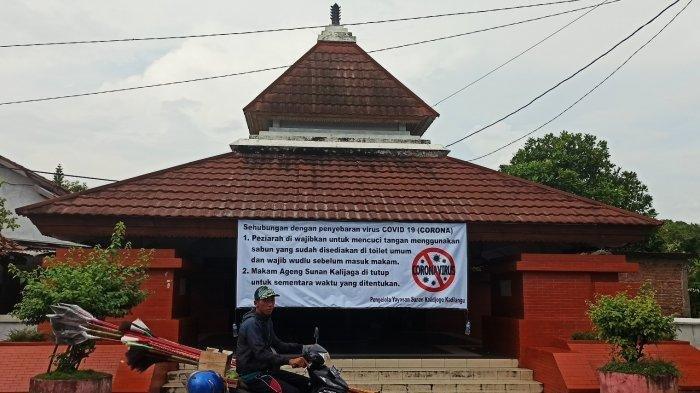 Sehubungan dengan penyebaran virus COVID 19 (CORONA)
1. Peziarah di wajibkan untuk mencuci tangan menggunakan
sabun yang sudah disediakan di toilet umum
dan wajib wudlu sebelum masuk makam.
2. Makam Ageng Sunan Kalijaga di tutup
untuk sementara waktu yang ditentukan.
CORONAVIRUS
Pengelola Yayasan Sunan Kalijogo Kadilangu